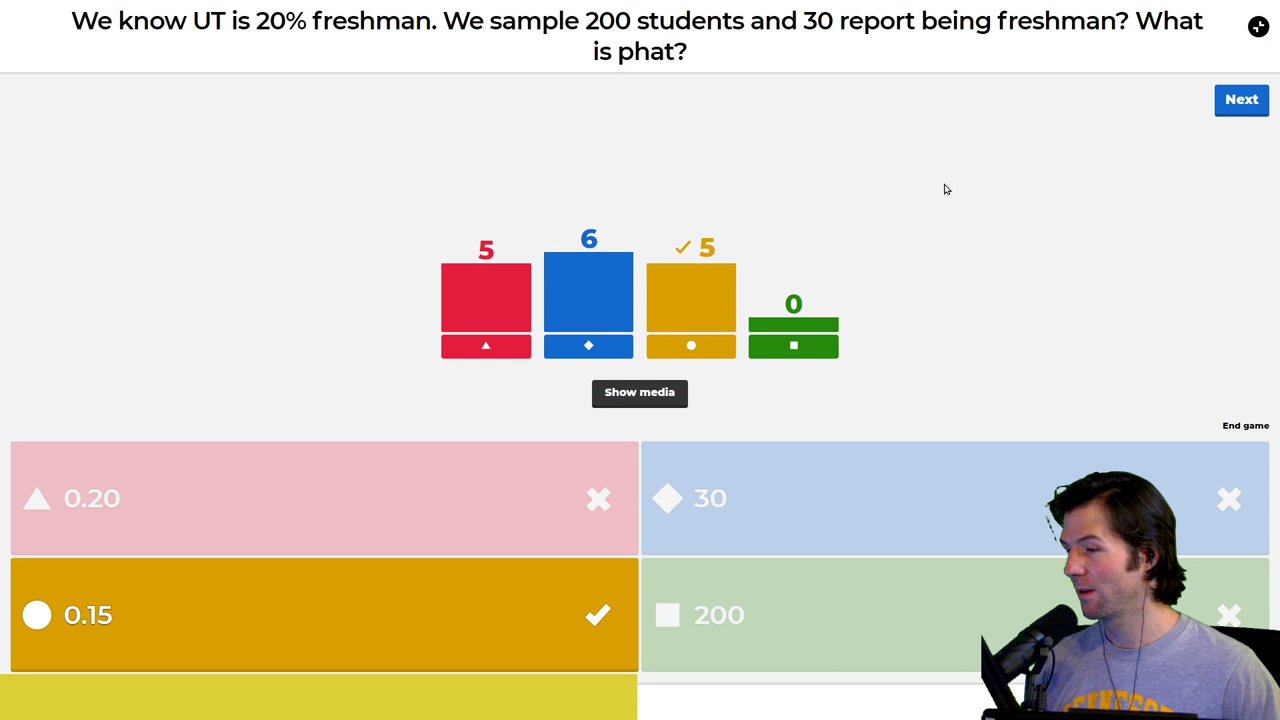 We know UT is 20% freshman. We sample 200 students and 30 report being freshman? What
is phat?
Next
5
6
5
0
Show media
End game
0.20
30
0.15
200